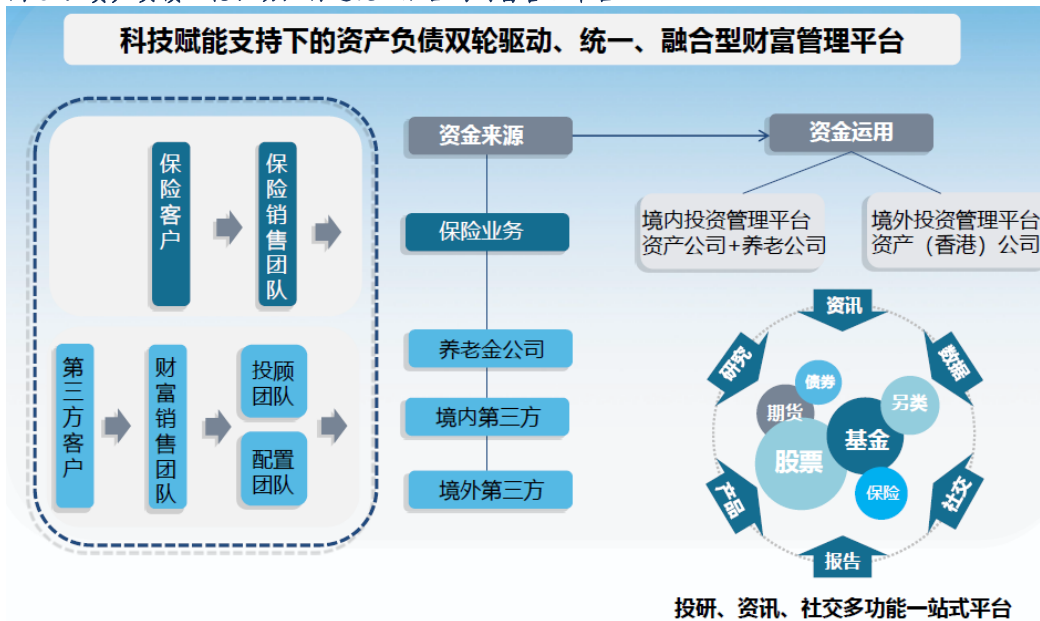 科技赋能支持下的资产负债双轮驱动、统一、融合型财富管理平台
保险客户
保险销售团队
第三方客户
财富销售团队
投顾
团队
配置
团队
资金来源
保险业务
养老金公司
境内第三方
境外第三方
资金运用
境内投资管理平台
资产公司+养老公司
境外投资管理平台
资产（香港）公司
资讯
研究
数据
债券
期货
另类
基金
股票
保险
产品
社交
报告
投研、资讯、社交多功能一站式平台